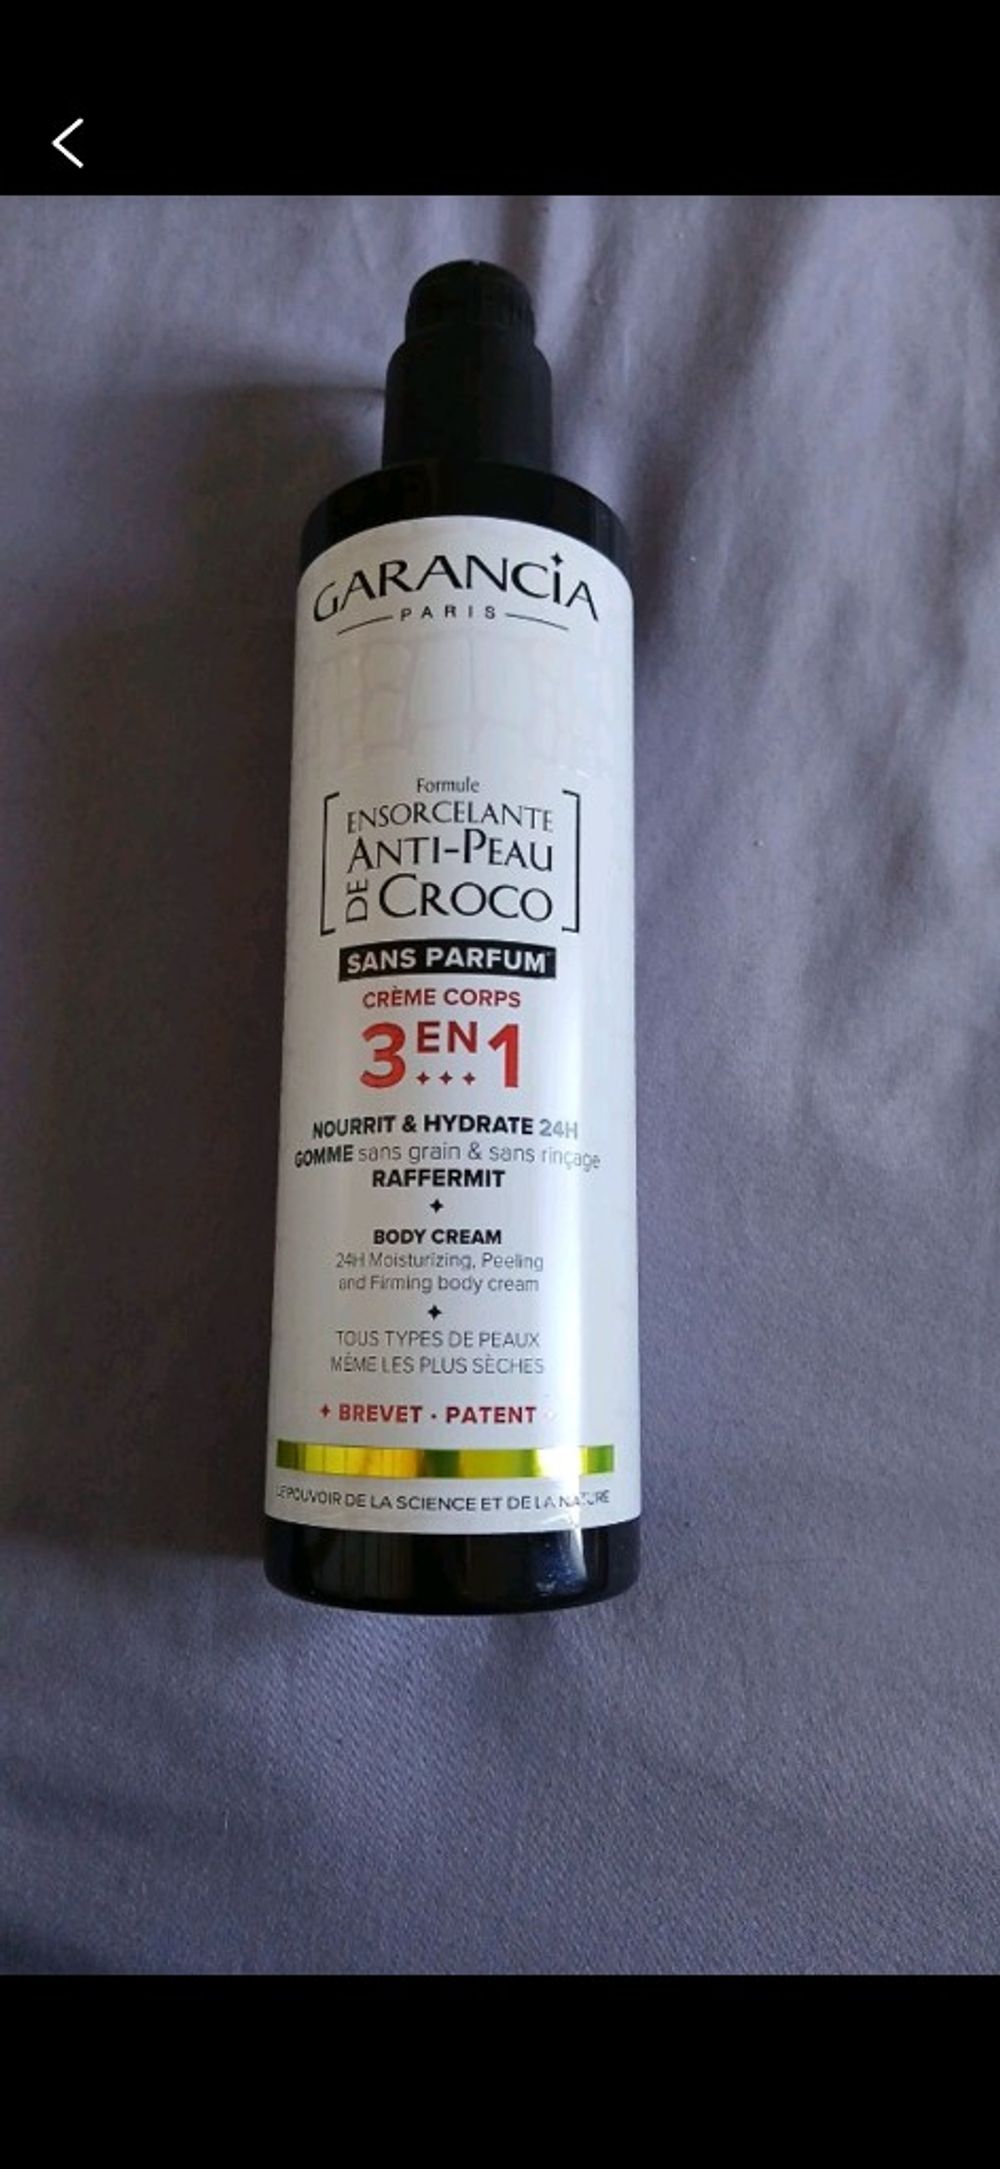 GARANCIA
PARIS
Formule
ENSORCELANTE
ANTI-PEAU
DE CROCO
SANS PARFUM
CRÈME CORPS
3 EN 1
NOURRIT & HYDRATE 24H
GOMME sans grain & sans rinçage
RAFFERMIT
BODY CREAM
24H Moisturizing, Peeling
and Firming body cream
TOUS TYPES DE PEAUX
MÊME LES PLUS SÈCHES
BREVET · PATENT
LE POUVOIR DE LA SCIENCE ET DE LA NATURE